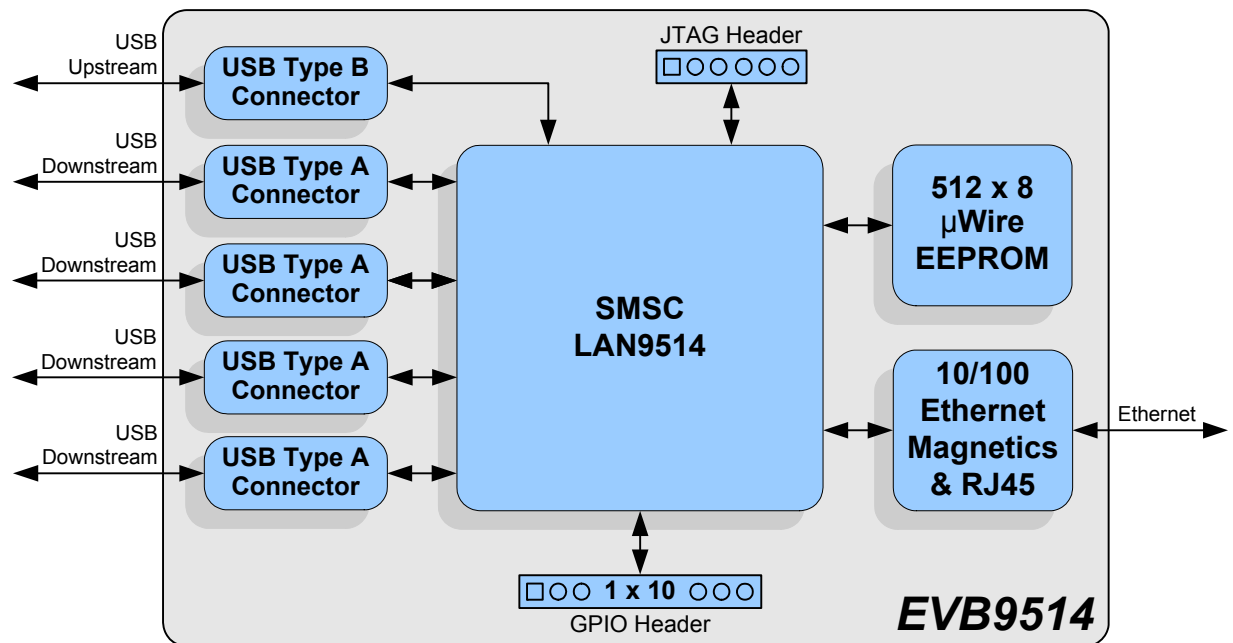 USB
Upstream
USB Type B
Connector
JTAG Header
USB
Downstream
USB Type A
Connector
USB
Downstream
USB Type A
Connector
USB
Downstream
USB Type A
Connector
USB
Downstream
USB Type A
Connector
SMSC
LAN9514
512 x 8
µWire
EEPROM
10/100
Ethernet
Magnetics
& RJ45
Ethernet
1 x 10
GPIO Header
EVB9514